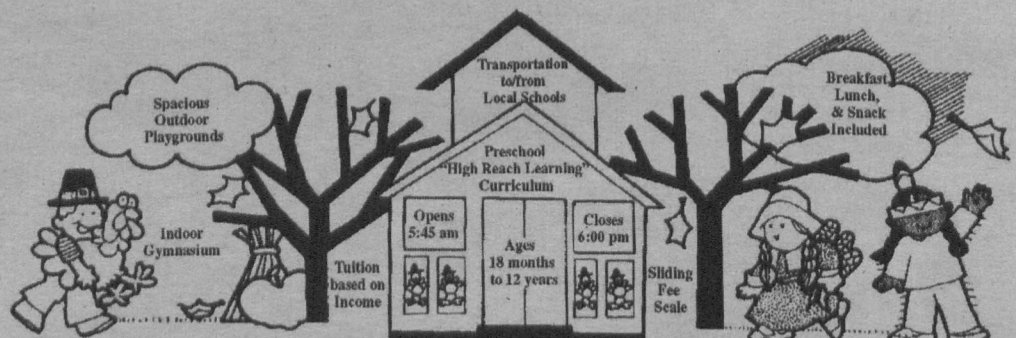 Transportation
to/from
Local Schools
Spacious
Outdoor
Playgrounds
Breakfast,
Lunch,
& Snack
Included
Preschool
"High Reach Learning"
Curriculum
Opens
5:45 am
Closes
6:00 pm
Ages
18 months
to 12 years
Indoor
Gymnasium
Tuition
based on
Income
Sliding
Fee
Scale